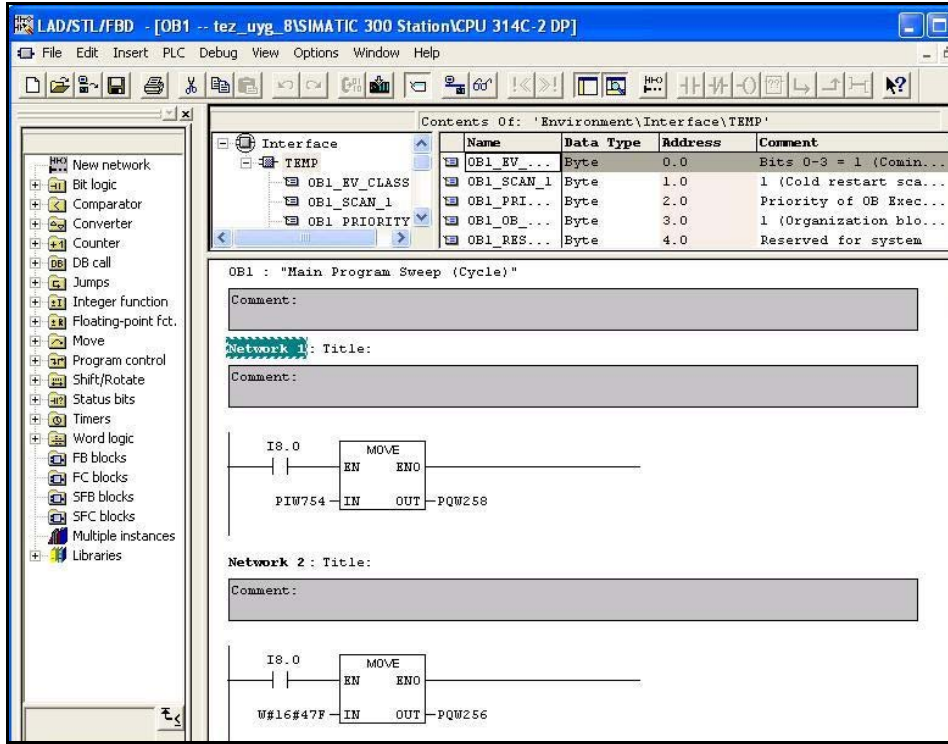 LAD/STL/FBD - [OB1 -- tez_uyg_8\SIMATIC 300 Station\CPU 314C-2 DP]
File Edit Insert PLC Debug View Options Window Help
Contents Of: 'Environment\Interface\TEMP'
Interface
TEMP
OB1_EV_CLASS
OB1_SCAN_1
OB1_PRIORITY
Name Data Type Address Comment
OB1_EV_... Byte 0.0 Bits 0-3 = 1 (Comin...
OB1_SCAN_1 Byte 1.0 1 (Cold restart sca...
OB1_PRI... Byte 2.0 Priority of OB Exec...
OB1_OB_... Byte 3.0 1 (Organization blo...
OB1_RES... Byte 4.0 Reserved for system
New network
Bit logic
Comparator
Converter
Counter
DB call
Jumps
Integer function
Floating-point fct.
Move
Program control
Shift/Rotate
Status bits
Timers
Word logic
FB blocks
FC blocks
SFB blocks
SFC blocks
Multiple instances
Libraries
OB1 : "Main Program Sweep (Cycle)"
Comment:
Network 1: Title:
Comment:
I8.0 MOVE
EN ENO
PIW754 IN OUT PQW258
Network 2 : Title:
Comment:
I8.0 MOVE
EN ENO
W#16#47F IN OUT PQW256